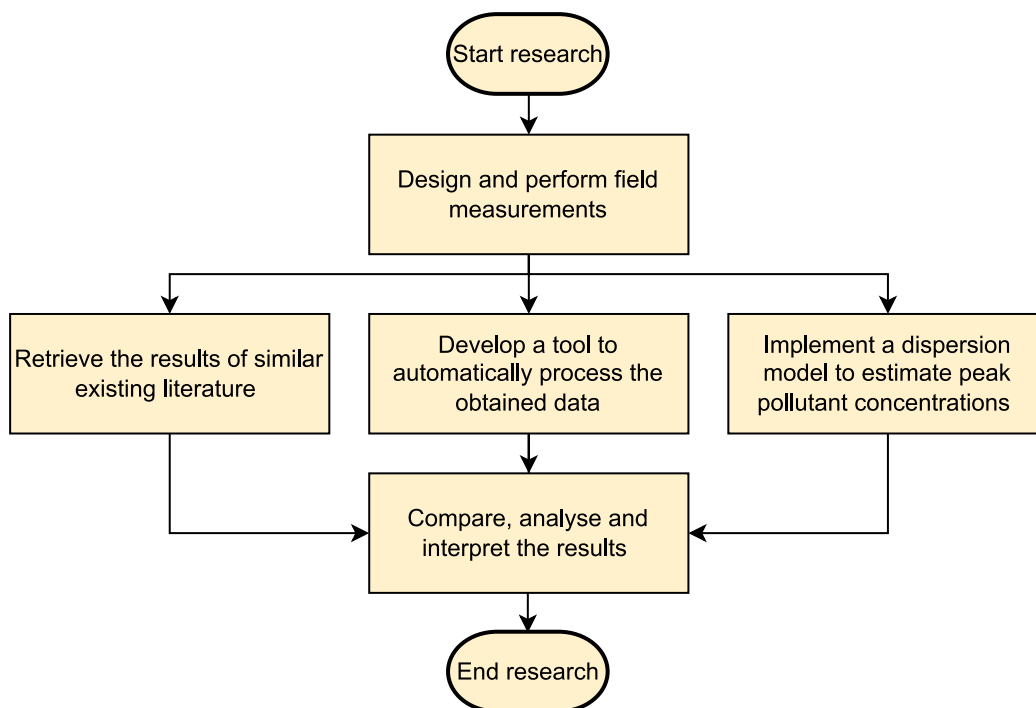 Start research
Design and perform field
measurements
Retrieve the results of similar
existing literature
Develop a tool to
automatically process the
obtained data
Implement a dispersion
model to estimate peak
pollutant concentrations
Compare, analyse and
interpret the results
End research